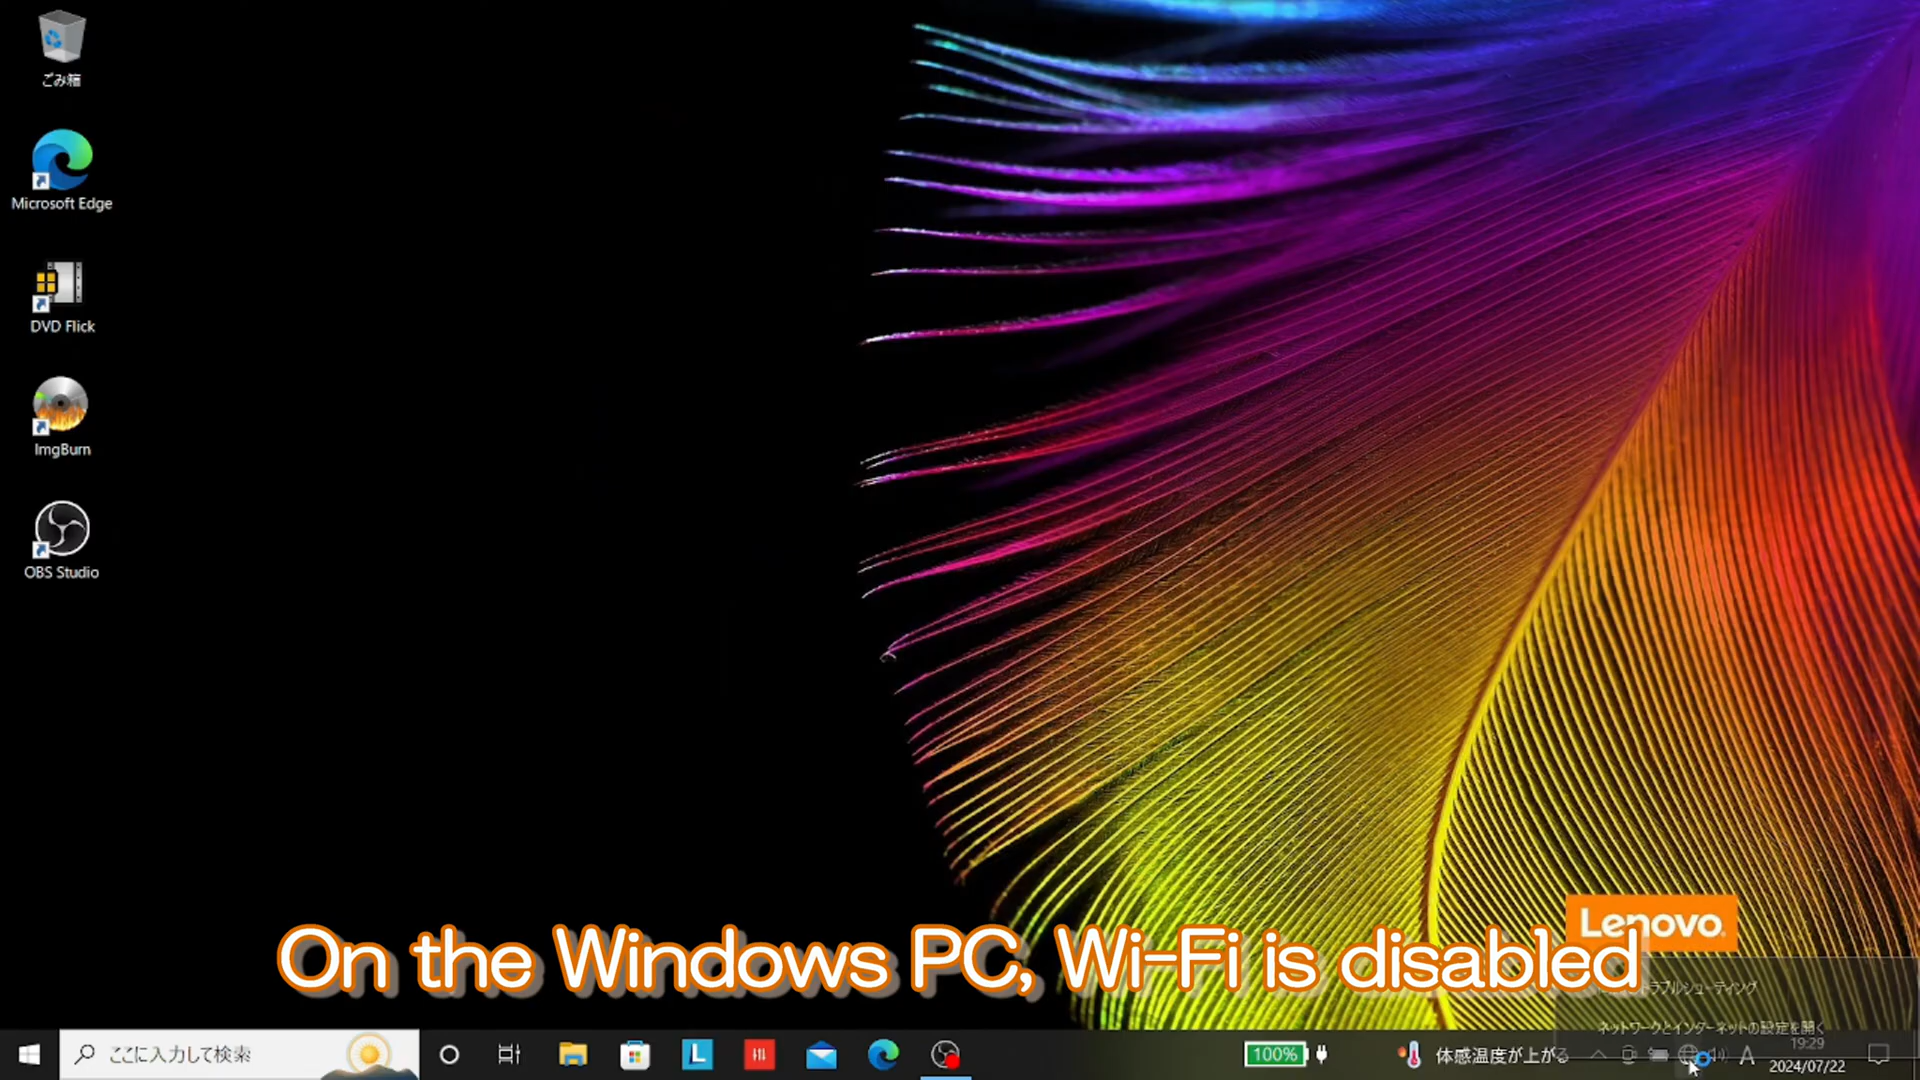 ごみ箱
Microsoft Edge
DVD Flick
ImgBurn
OBS Studio
Lenovo
On the Windows PC, Wi-Fi is disabled
トラブルシューティング
ネットワークとインターネットの設定を開く
ここに入力して検索
L
100%
体感温度が上がる
A
19:29
2024/07/22